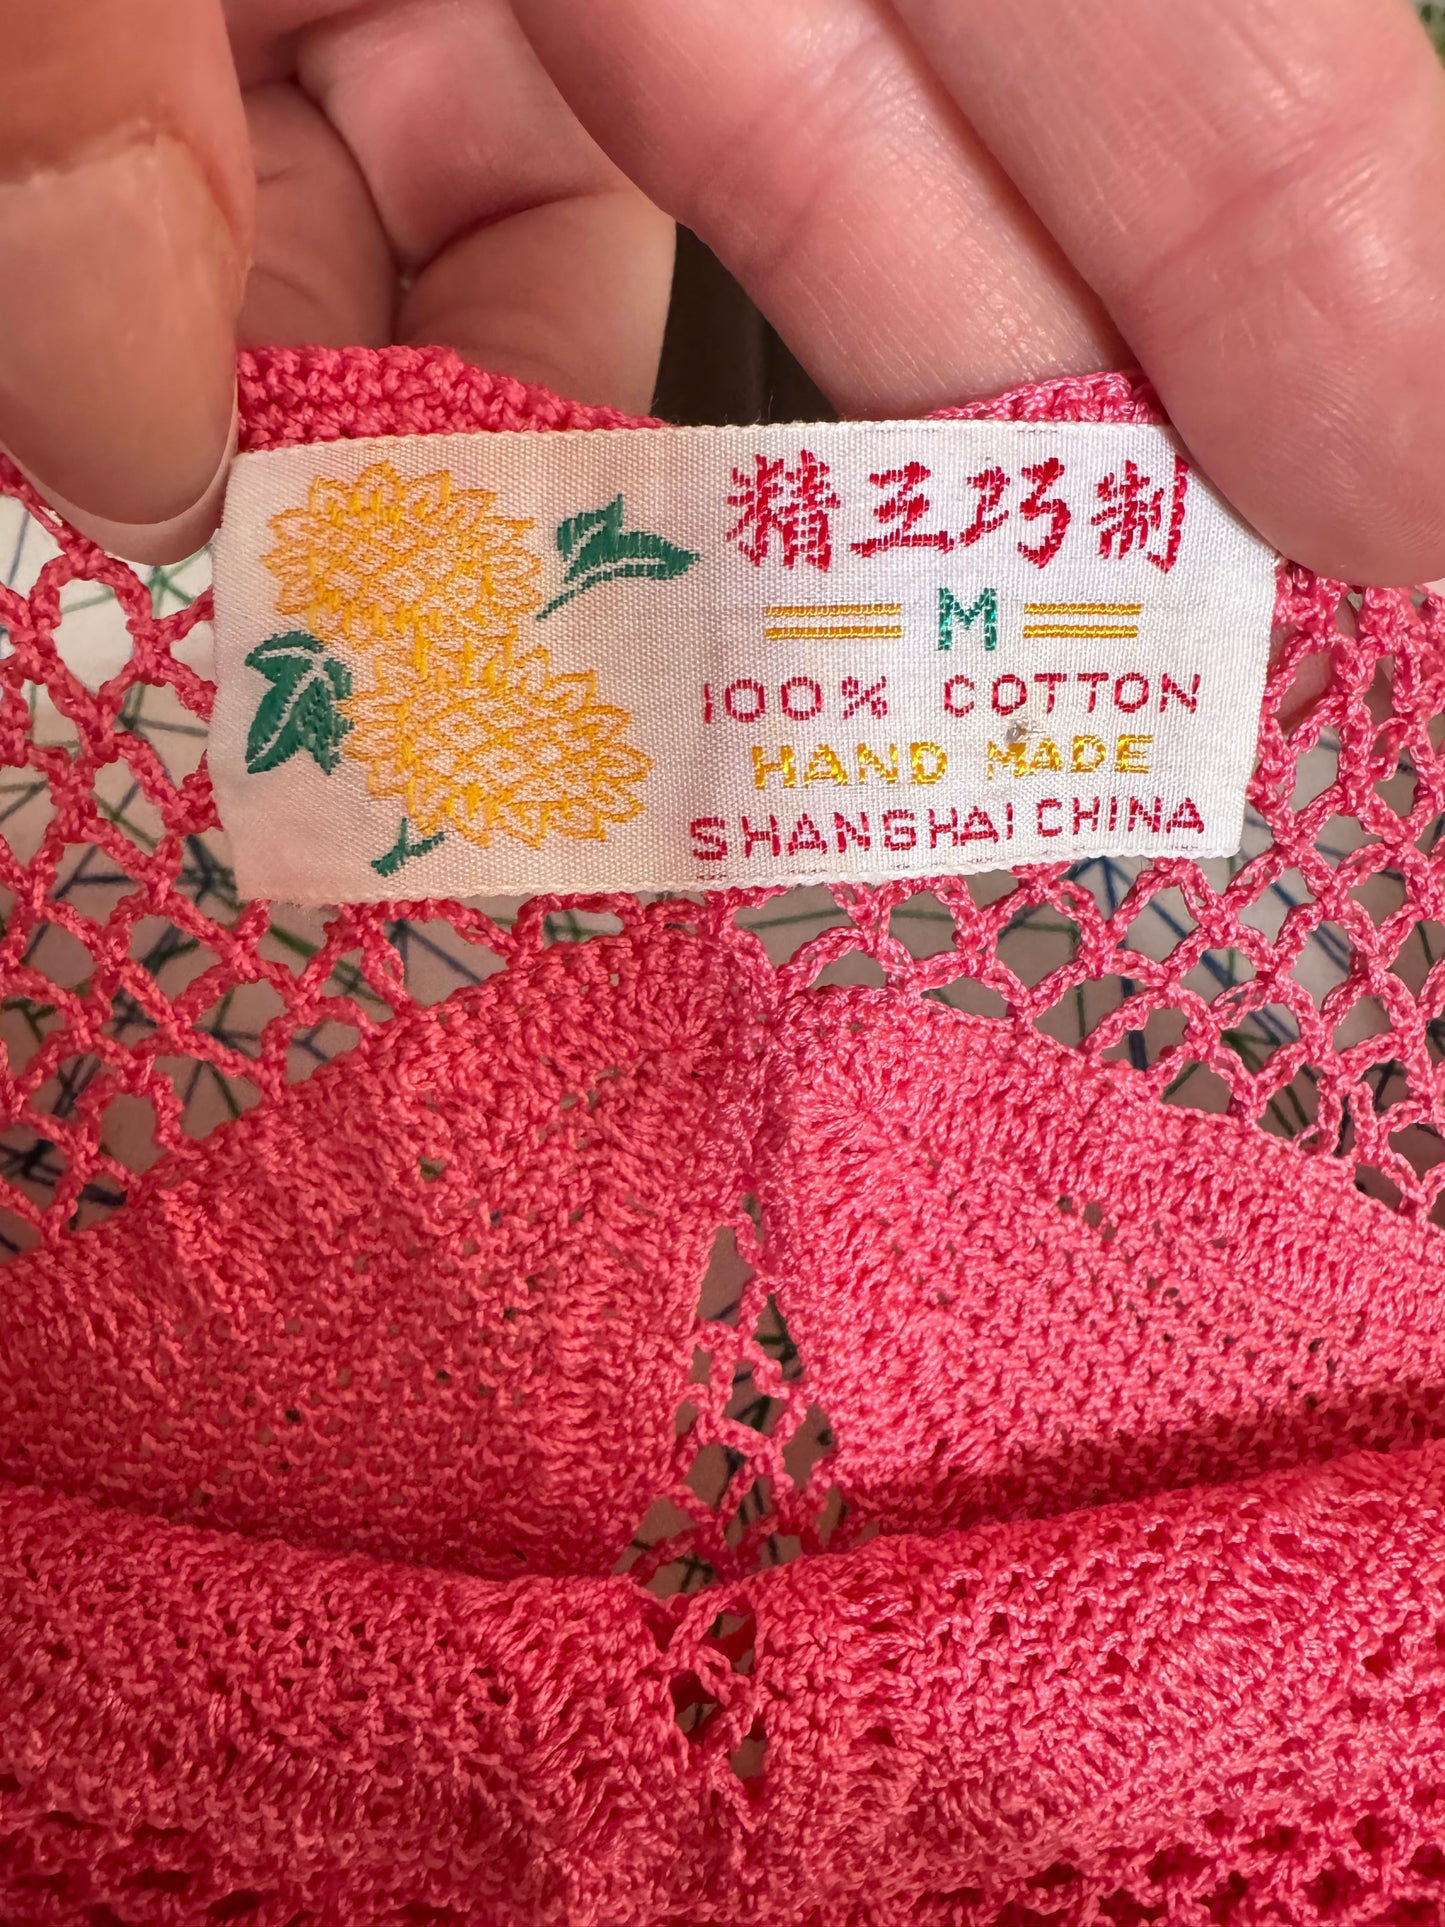 精工巧制
M
100% COTTON
HAND MADE
SHANGHAI CHINA